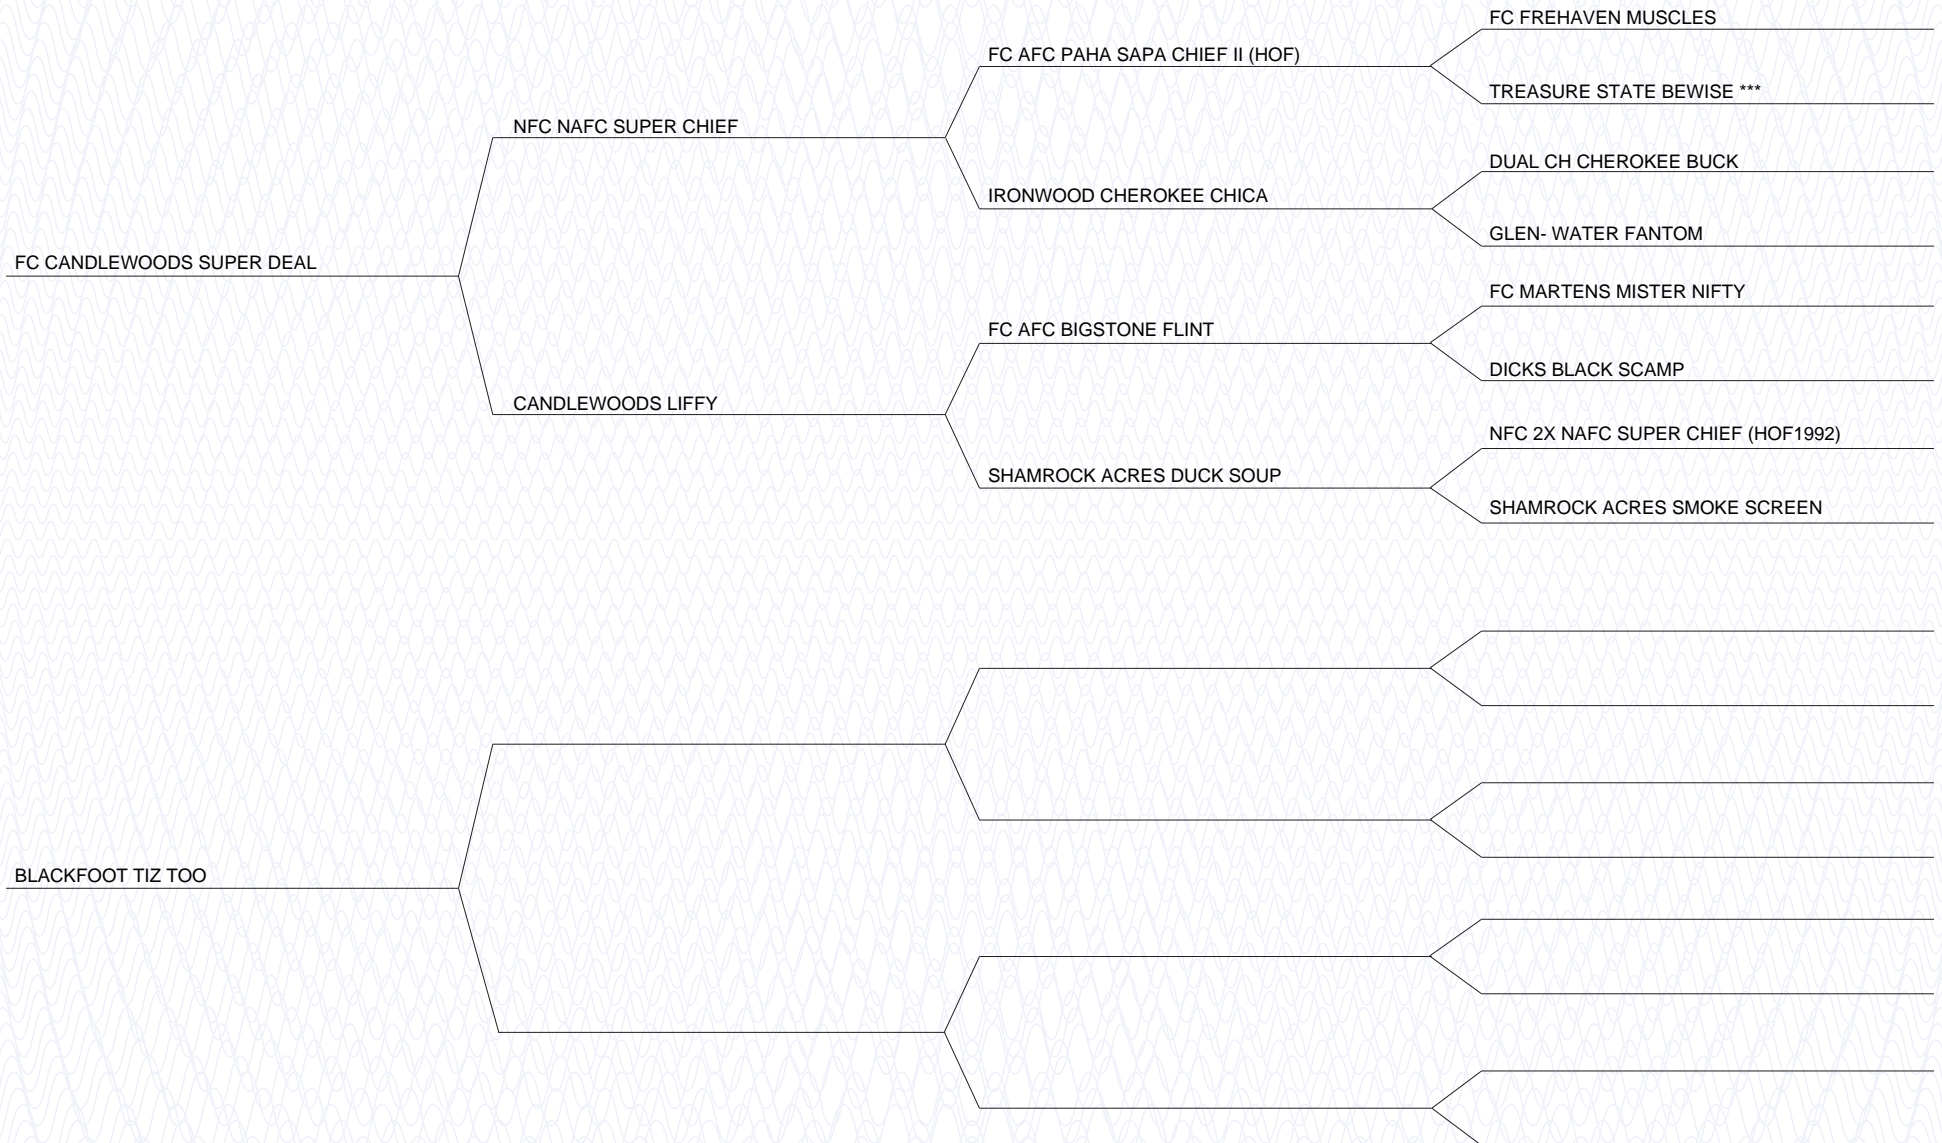 FC FREHAVEN MUSCLES
FC AFC PAHA SAPA CHIEF II (HOF)
TREASURE STATE BEWISE ***
NFC NAFC SUPER CHIEF
DUAL CH CHEROKEE BUCK
IRONWOOD CHEROKEE CHICA
GLEN- WATER FANTOM
FC CANDLEWOODS SUPER DEAL
FC MARTENS MISTER NIFTY
FC AFC BIGSTONE FLINT
DICKS BLACK SCAMP
CANDLEWOODS LIFFY
NFC 2X NAFC SUPER CHIEF (HOF1992)
SHAMROCK ACRES DUCK SOUP
SHAMROCK ACRES SMOKE SCREEN
BLACKFOOT TIZ TOO